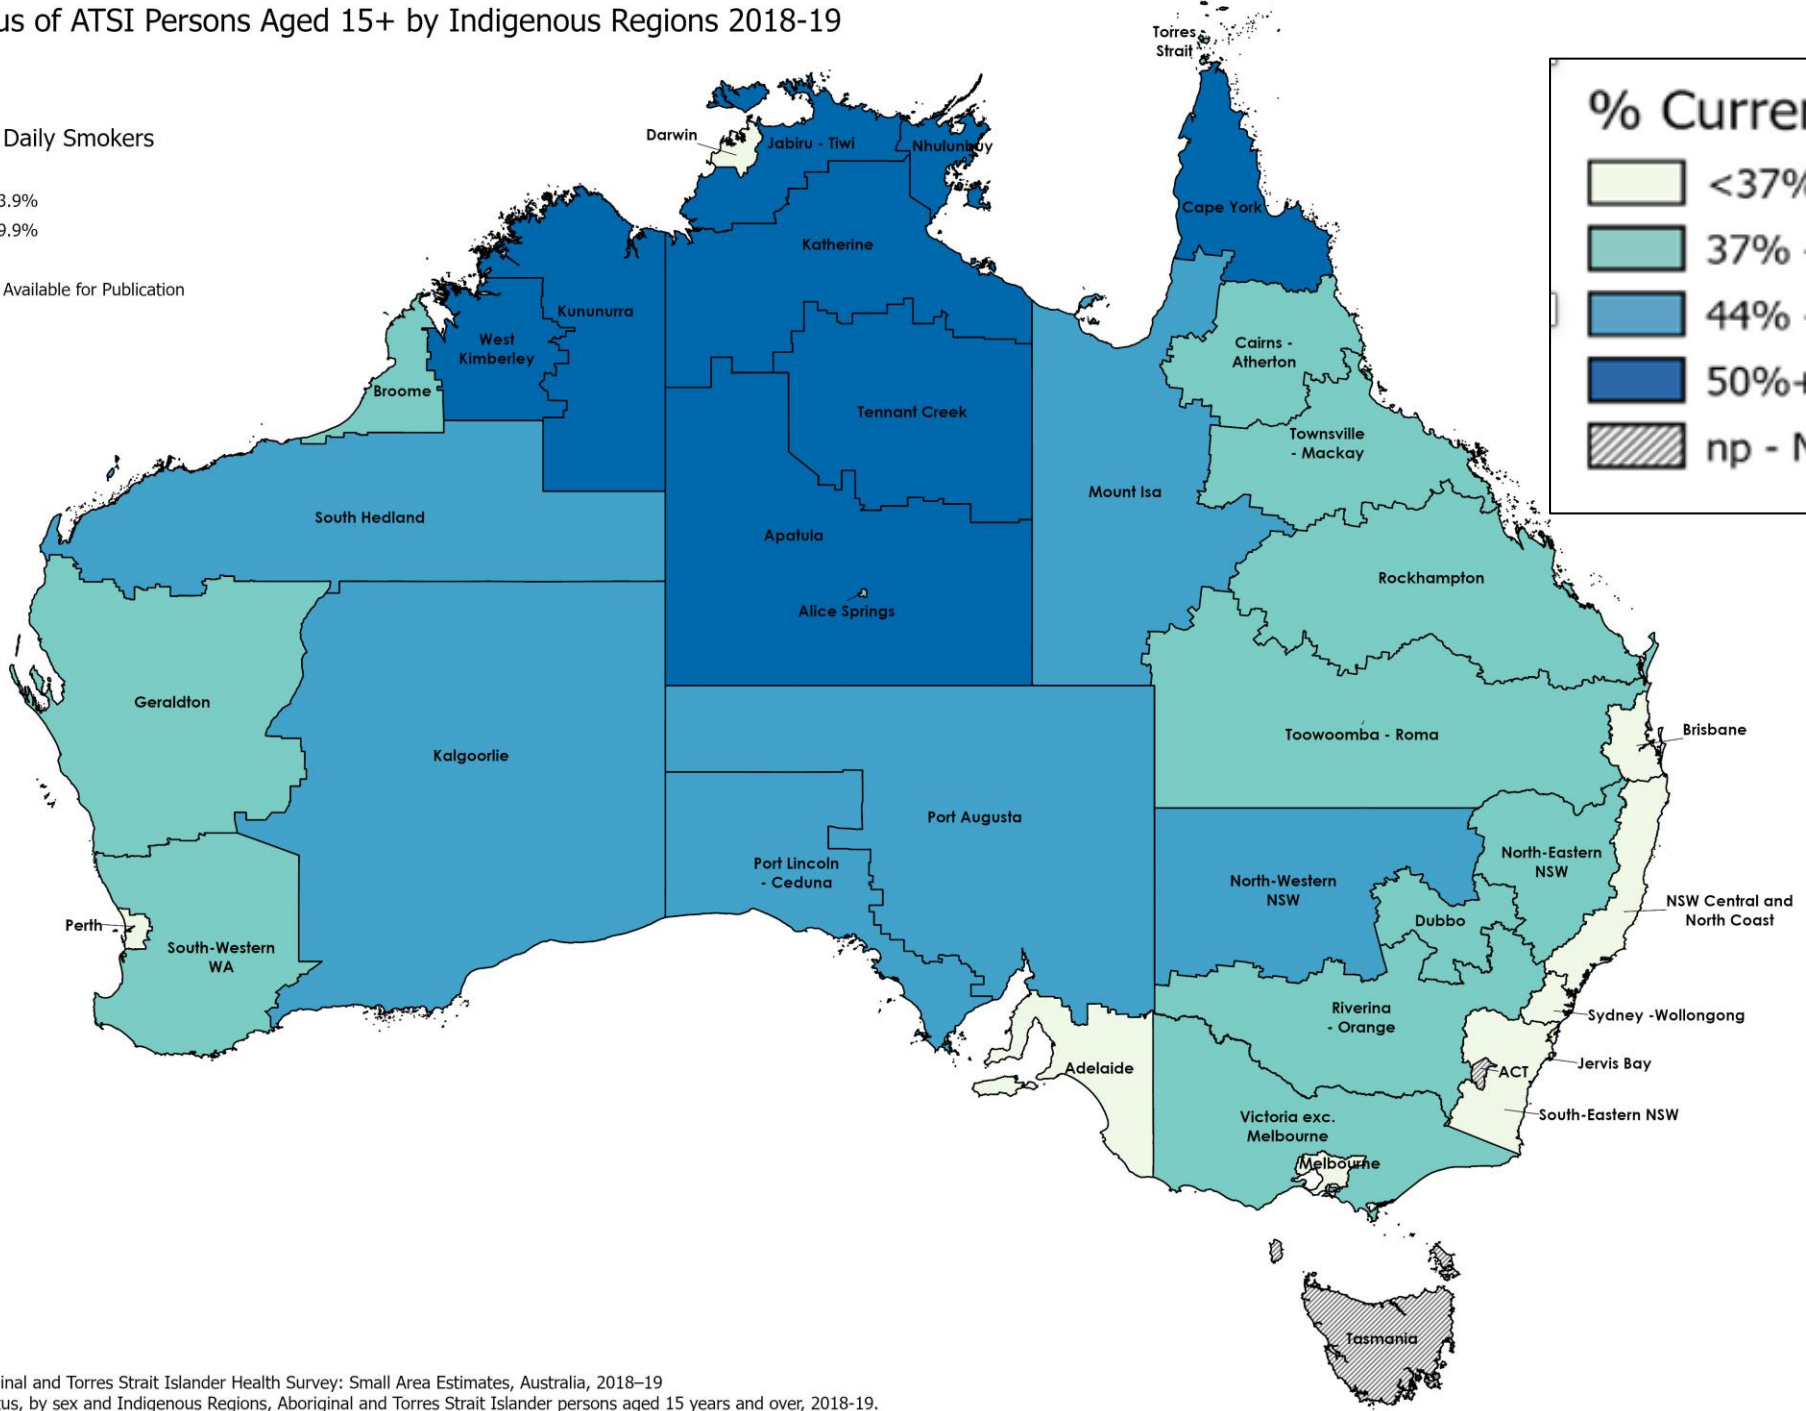 us of ATSI Persons Aged 15+ by Indigenous Regions 2018-19
Daily Smokers
3.9%
9.9%
Available for Publication
% Curre
<37%
37% -
44% -
50%+
np - N
Torres
Strait
Darwin
Jabiru - Tiwi
Nhulunbuy
Cape York
Katherine
Kununurra
West
Kimberley
Broome
Cairns -
Atherton
Tennant Creek
Townsville
- Mackay
Mount Isa
South Hedland
Apatula
Rockhampton
Alice Springs
Geraldton
Kalgoorlie
Toowoomba - Roma
Brisbane
Port Augusta
Port Lincoln
- Ceduna
North-Eastern
NSW
North-Western
NSW
NSW Central and
North Coast
Dubbo
Perth
South-Western
WA
Riverina
- Orange
Sydney -Wollongong
Jervis Bay
ACT
Adelaide
South-Eastern NSW
Victoria exc.
Melbourne
Melbourne
Tasmania
inal and Torres Strait Islander Health Survey: Small Area Estimates, Australia, 2018–19
tus, by sex and Indigenous Regions, Aboriginal and Torres Strait Islander persons aged 15 years and over, 2018-19.